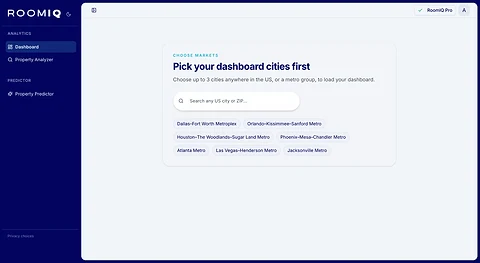 ROOMIQ
RoomIQ Pro
A
ANALYTICS
Dashboard
Property Analyzer
PREDICTOR
Property Predictor
CHOOSE MARKETS
Pick your dashboard cities first
Choose up to 3 cities anywhere in the US, or a metro group, to load your dashboard.
Search any US city or ZIP...
Dallas-Fort Worth Metroplex
Orlando-Kissimmee-Sanford Metro
Houston-The Woodlands-Sugar Land Metro
Phoenix-Mesa-Chandler Metro
Atlanta Metro
Las Vegas-Henderson Metro
Jacksonville Metro
Privacy choices